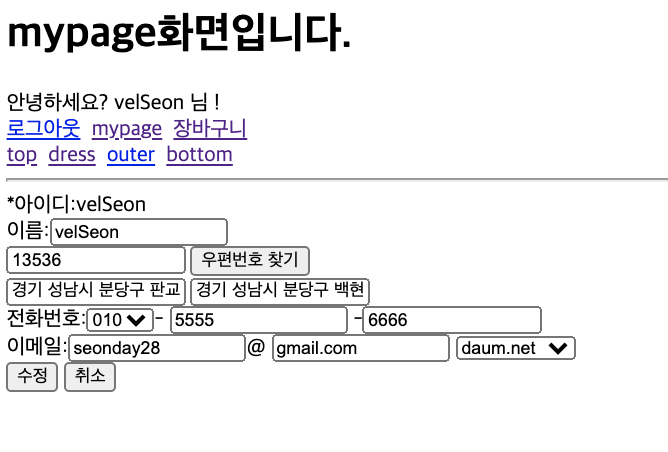 mypage화면입니다.
안녕하세요? velSeon 님 !
로그아웃 mypage 장바구니
top dress outer bottom
*아이디:velSeon
이름: velSeon
13536 우편번호 찾기
경기 성남시 분당구 판교 경기 성남시 분당구 백현
전화번호: 010 - 5555 - 6666
이메일: seonday28 @ gmail.com daum.net
수정 취소